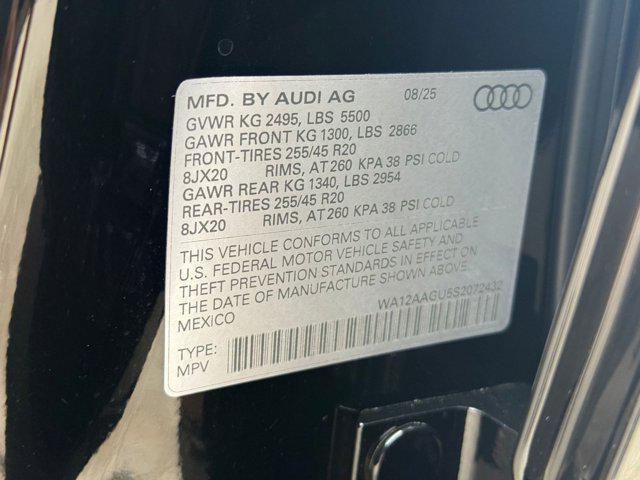 MFD. BY AUDI AG 08/25
GVWR KG 2495, LBS 5500
GAWR FRONT KG 1300, LBS 2866
FRONT-TIRES 255/45 R20
8JX20 RIMS, AT 260 KPA 38 PSI COLD
GAWR REAR KG 1340, LBS 2954
REAR-TIRES 255/45 R20
8JX20 RIMS, AT 260 KPA 38 PSI COLD
THIS VEHICLE CONFORMS TO ALL APPLICABLE
U.S. FEDERAL MOTOR VEHICLE SAFETY AND
THEFT PREVENTION STANDARDS IN EFFECT ON
THE DATE OF MANUFACTURE SHOWN ABOVE.
MEXICO WA12AAGU5S2072432
TYPE:
MPV